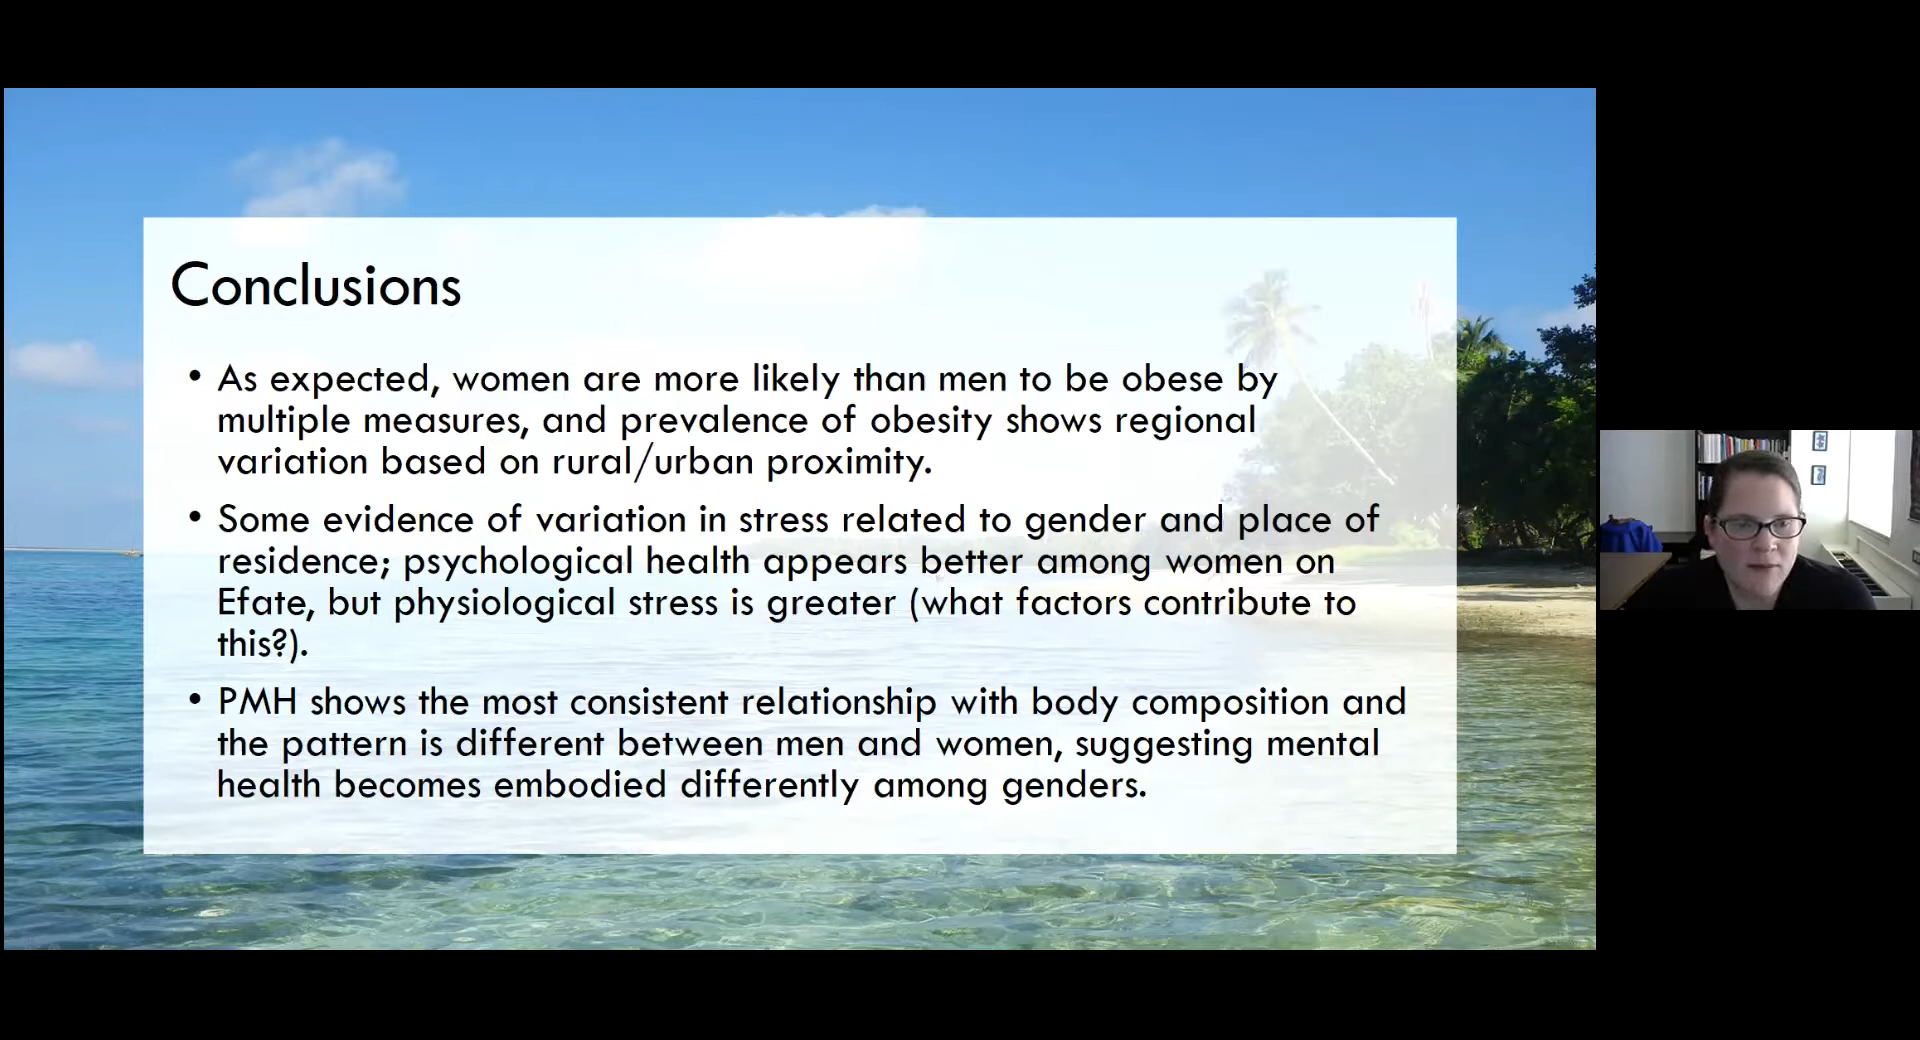 Conclusions
• As expected, women are more likely than men to be obese by
multiple measures, and prevalence of obesity shows regional
variation based on rural/urban proximity.
• Some evidence of variation in stress related to gender and place of
residence; psychological health appears better among women on
Efate, but physiological stress is greater (what factors contribute to
this?).
• PMH shows the most consistent relationship with body composition and
the pattern is different between men and women, suggesting mental
health becomes embodied differently among genders.